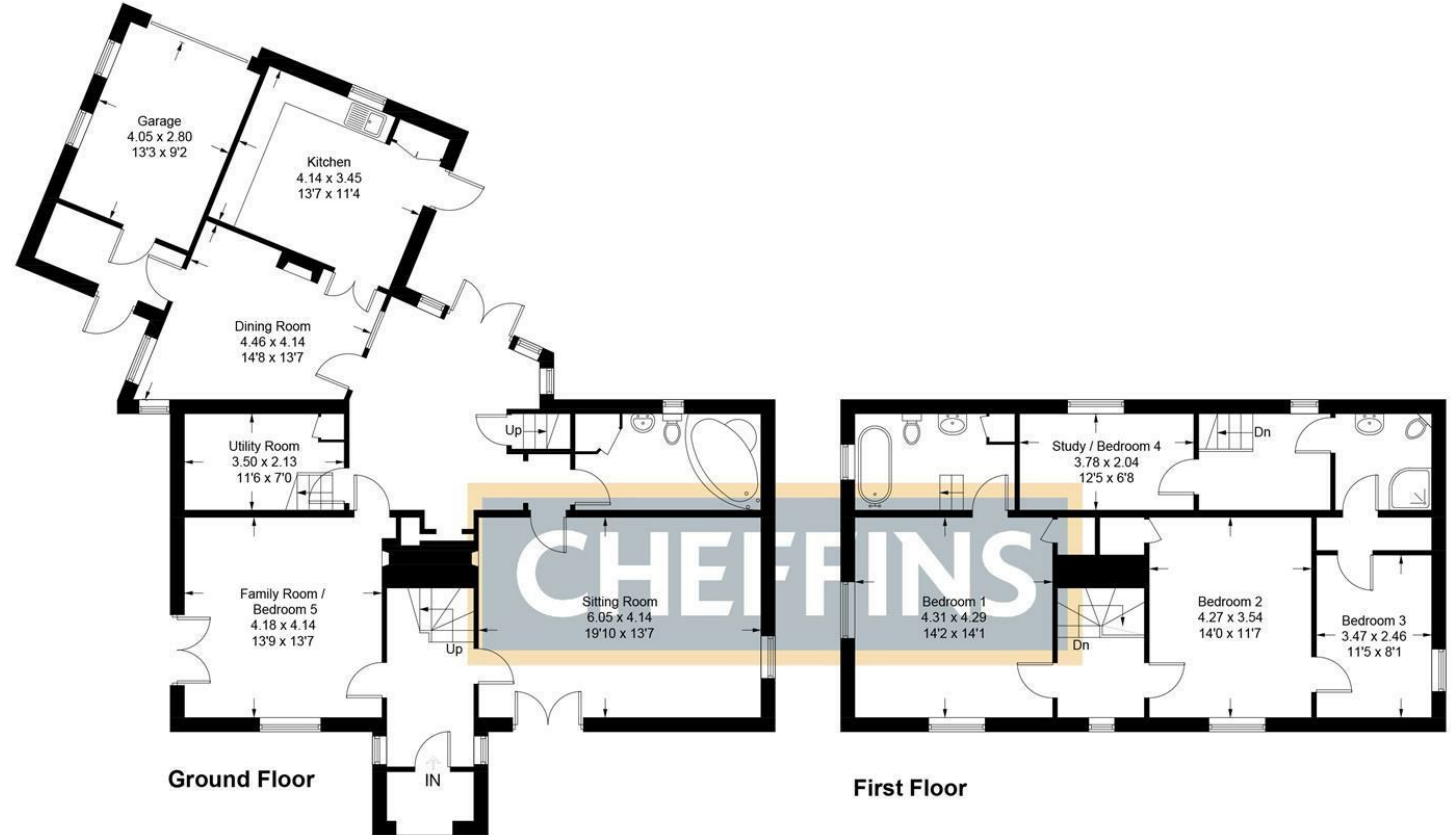 Garage
4.05 x 2.80
13'3 x 9'2
Kitchen
4.14 x 3.45
13'7 x 11'4
Dining Room
4.46 x 4.14
14'8 x 13'7
Utility Room
3.50 x 2.13
11'6 x 7'0
Up
Family Room /
Bedroom 5
4.18 x 4.14
13'9 x 13'7
Up
Sitting Room
6.05 x 4.14
19'10 x 13'7
IN
Ground Floor
CHEFFINS
Study / Bedroom 4
3.78 x 2.04
12'5 x 6'8
Dn
Bedroom 1
4.31 x 4.29
14'2 x 14'1
Dn
Bedroom 2
4.27 x 3.54
14'0 x 11'7
Bedroom 3
3.47 x 2.46
11'5 x 8'1
First Floor